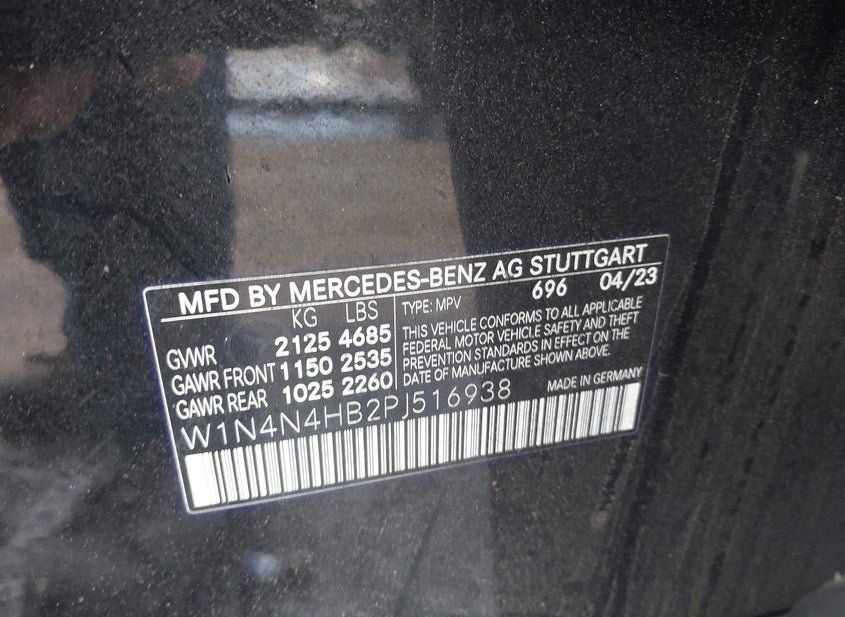 MFD BY MERCEDES-BENZ AG STUTTGART
KG LBS
GVWR 2125 4685
GAWR FRONT 1150 2535
GAWR REAR 1025 2260
TYPE: MPV 696 04/23
THIS VEHICLE CONFORMS TO ALL APPLICABLE
FEDERAL MOTOR VEHICLE SAFETY AND THEFT
PREVENTION STANDARDS IN EFFECT ON THE
DATE OF MANUFACTURE SHOWN ABOVE.
W1N4N4HB2PJ516938
MADE IN GERMANY